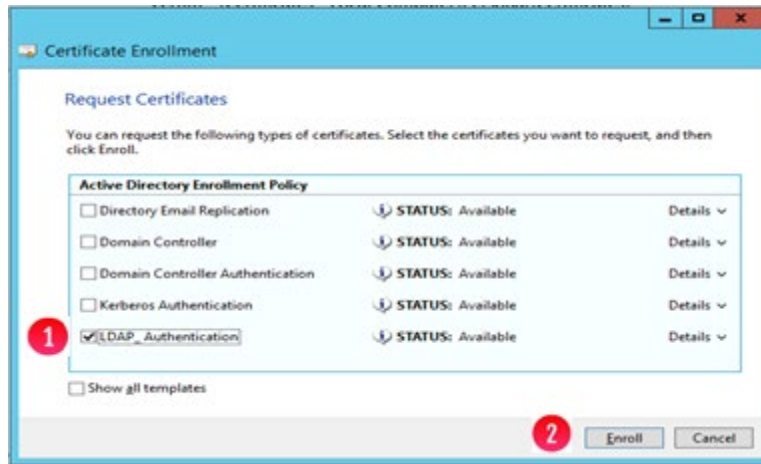 Certificate Enrollment
Request Certificates
You can request the following types of certificates. Select the certificates you want to request, and then
click Enroll.
Active Directory Enrollment Policy
Directory Email Replication STATUS: Available Details
Domain Controller STATUS: Available Details
Domain Controller Authentication STATUS: Available Details
Kerberos Authentication STATUS: Available Details
1 LDAP_ Authentication STATUS: Available Details
Show all templates
2 Enroll Cancel